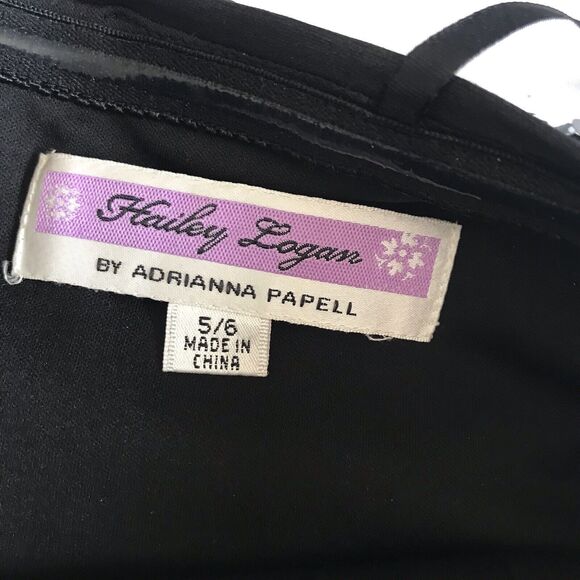 Hailey Logan
BY ADRIANNA PAPELL
5/6
MADE IN
CHINA